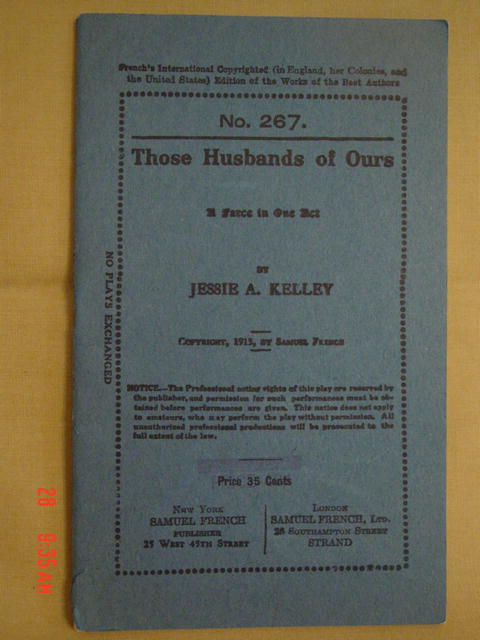 French's International Copyrighted (in England, her Colonies, and
the United States) Edition of the Works of the Best Authors
No. 267.
Those Husbands of Ours
A Farce in One Act
BY
JESSIE A. KELLEY
COPYRIGHT, 1913, BY SAMUEL FRENCH
NO PLAYS EXCHANGED
NOTICE.—The Professional acting rights of this play are reserved by
the publisher, and permission for such performances must be ob-
tained before performances are given. This notice does not apply
to amateurs, who may perform the play without permission. All
unauthorized professional productions will be prosecuted to the
full extent of the law.
Price 35 Cents
NEW YORK
SAMUEL FRENCH
PUBLISHER
25 WEST 45TH STREET
LONDON
SAMUEL FRENCH, LTD.
26 SOUTHAMPTON STREET
STRAND
28 9:35 AM